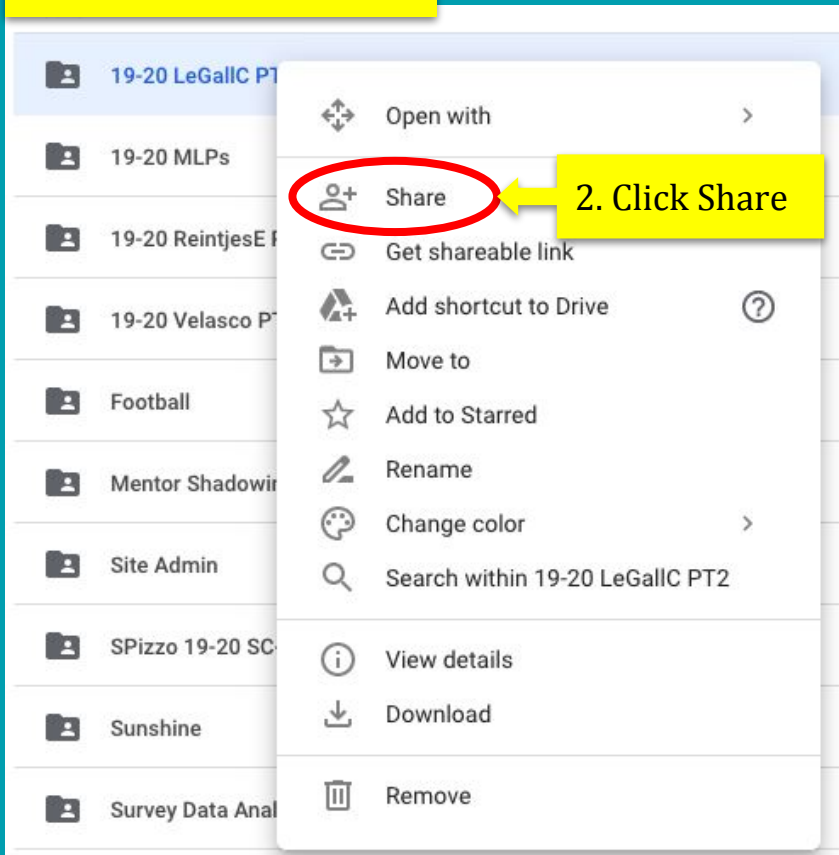 19-20 LeGallC PT
Open with
19-20 MLPs
Share
2. Click Share
19-20 ReintjesE
Get shareable link
19-20 Velasco PT
Add shortcut to Drive
Move to
Football
Add to Starred
Mentor Shadowin
Rename
Change color
Site Admin
Search within 19-20 LeGallC PT2
SPizzo 19-20 SC-
View details
Sunshine
Download
Survey Data Anal
Remove